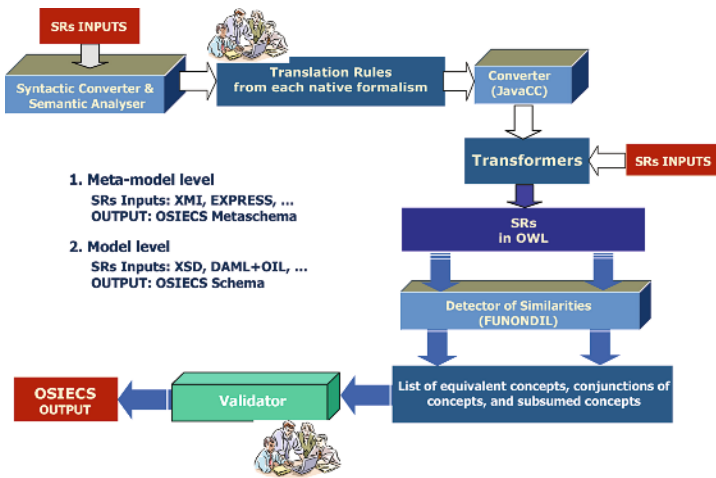 SRs INPUTS
Syntactic Converter &
Semantic Analyser
Translation Rules
from each native formalism
Converter
(JavaCC)
Transformers
SRs INPUTS
1. Meta-model level
SRs Inputs: XMI, EXPRESS, ...
OUTPUT: OSIECS Metaschema
2. Model level
SRs Inputs: XSD, DAML+OIL, ...
OUTPUT: OSIECS Schema
SRs
in OWL
Detector of Similarities
(FUNONDIL)
List of equivalent concepts, conjunctions of
concepts, and subsumed concepts
Validator
OSIECS
OUTPUT